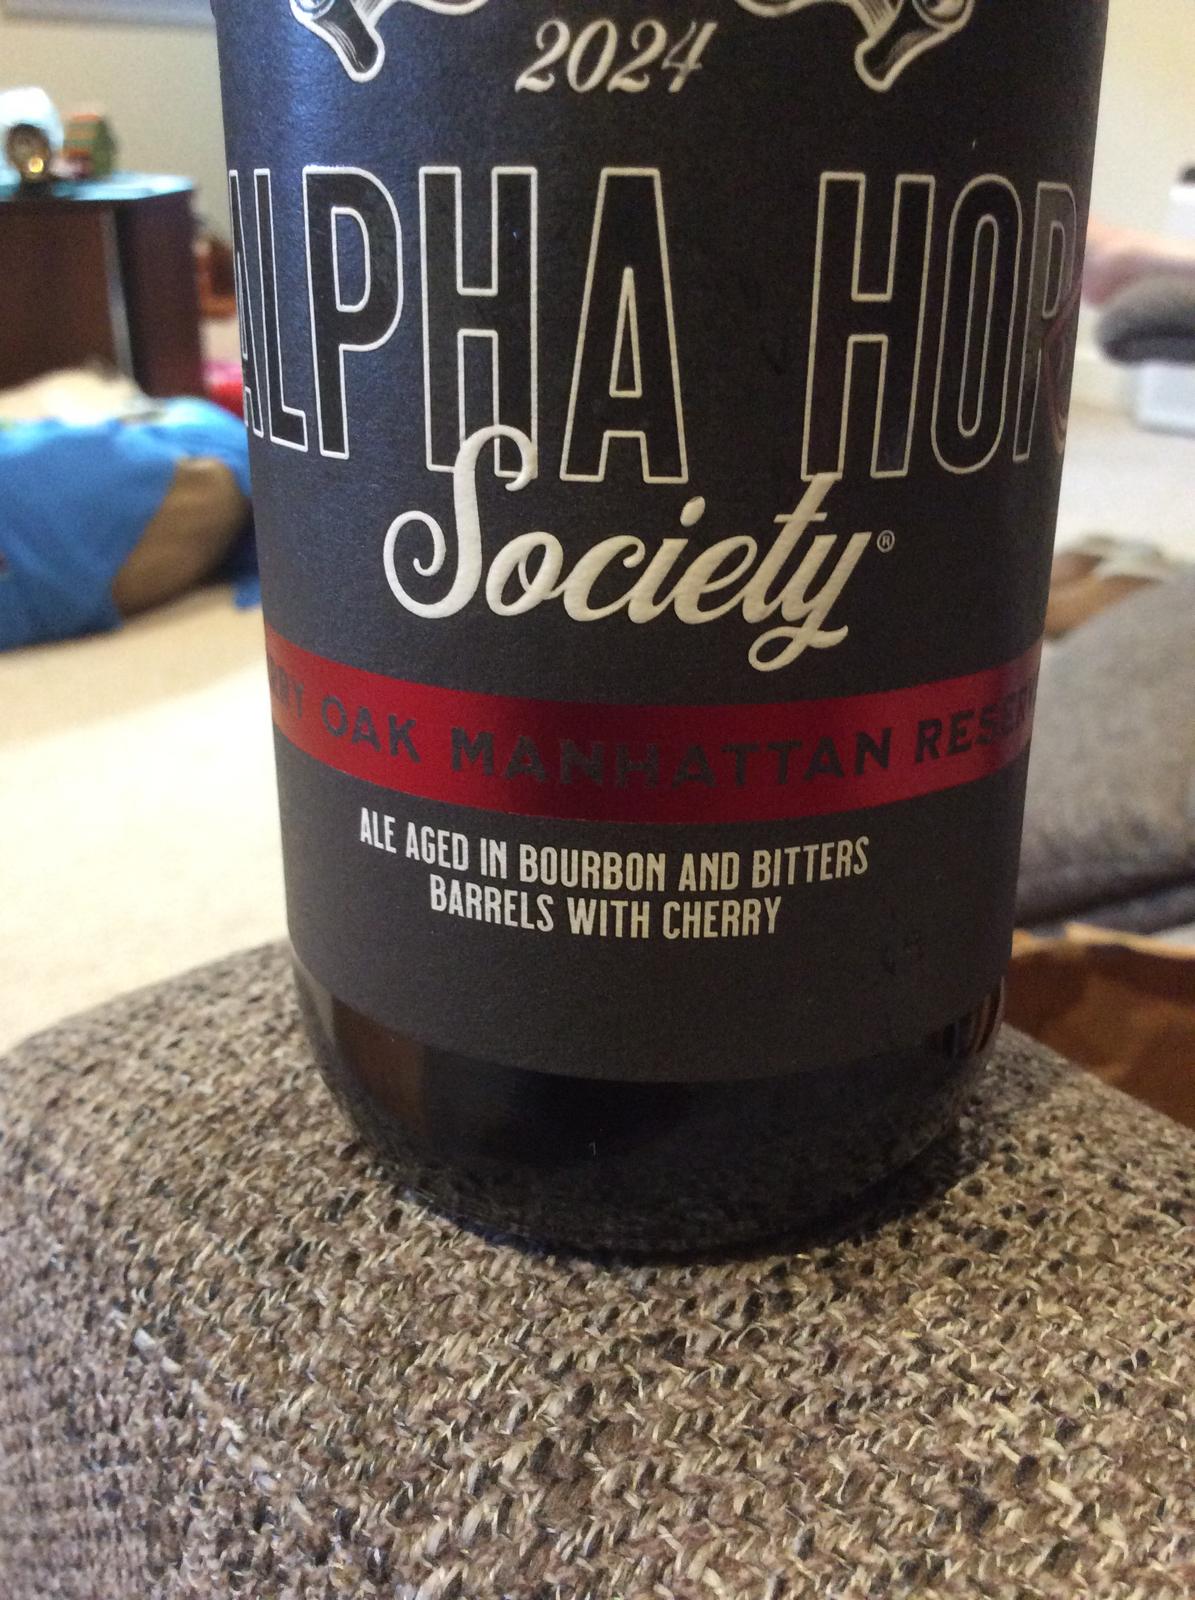 2024
ALPHA HOP
Society®
OAK MANHATTAN
ALE AGED IN BOURBON AND BITTERS
BARRELS WITH CHERRY